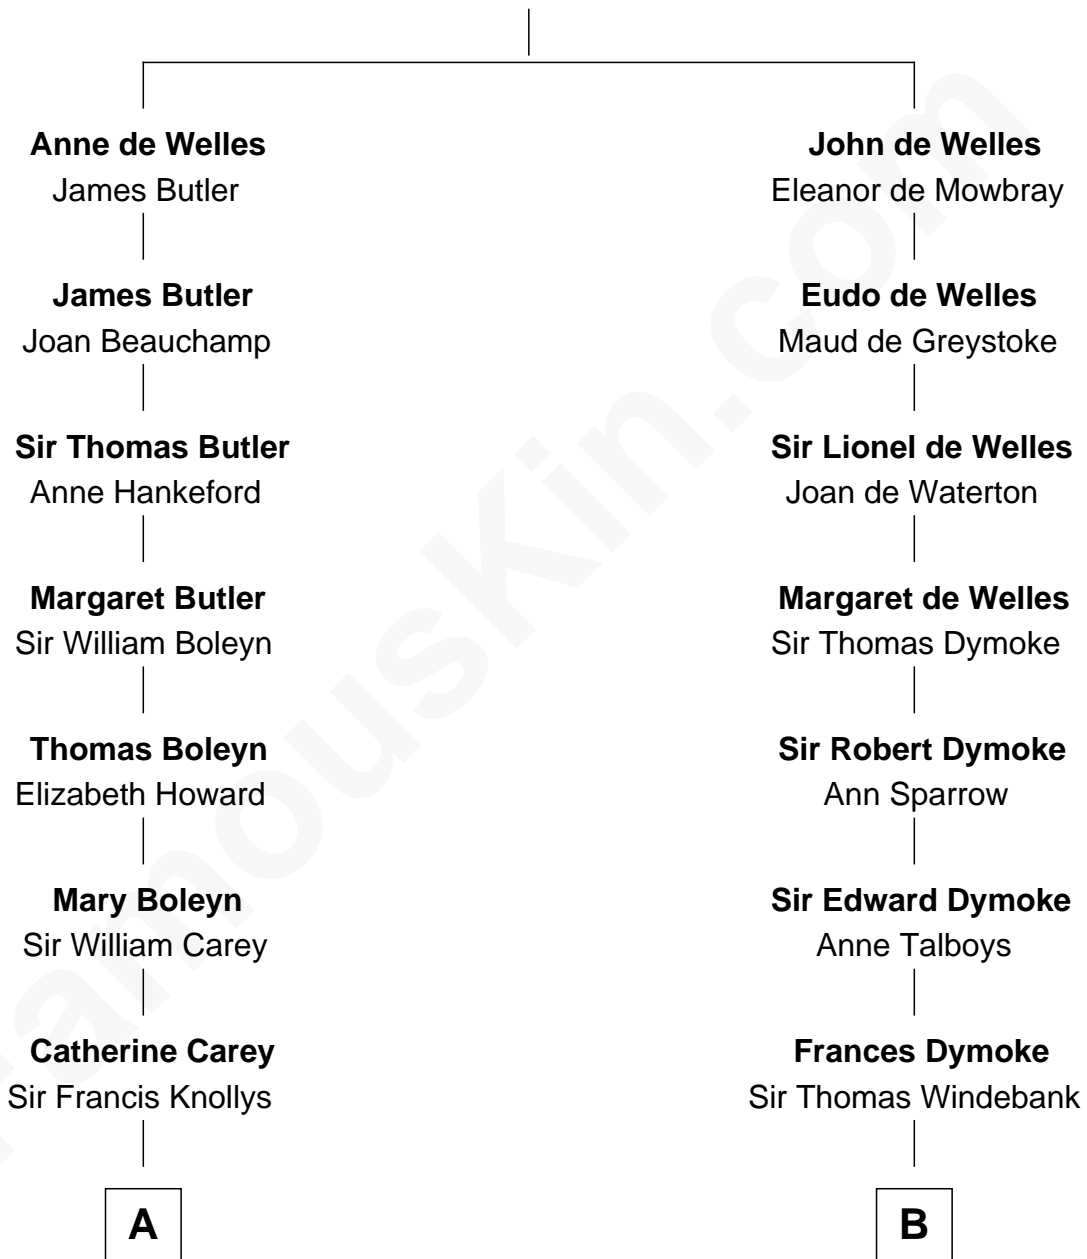 Anne de Welles
James Butler
James Butler
Joan Beauchamp
Sir Thomas Butler
Anne Hankeford
Margaret Butler
Sir William Boleyn
Thomas Boleyn
Elizabeth Howard
Mary Boleyn
Sir William Carey
Catherine Carey
Sir Francis Knollys
A
John de Welles
Eleanor de Mowbray
Eudo de Welles
Maud de Greystoke
Sir Lionel de Welles
Joan de Waterton
Margaret de Welles
Sir Thomas Dymoke
Sir Robert Dymoke
Ann Sparrow
Sir Edward Dymoke
Anne Talboys
Frances Dymoke
Sir Thomas Windebank
B
FamousKin.com